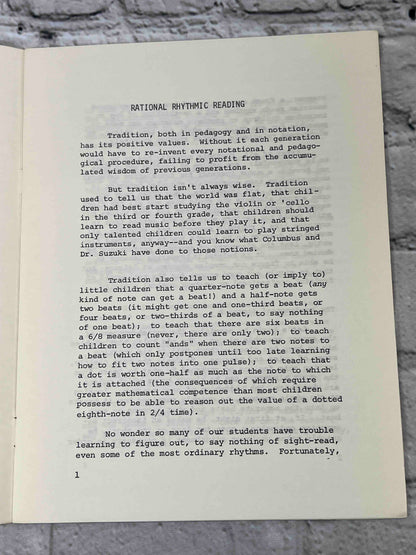 RATIONAL RHYTHMIC READING
Tradition, both in pedagogy and in notation,
has its positive values. Without it each generation
would have to re-invent every notational and pedago-
gical procedure, failing to profit from the accumu-
lated wisdom of previous generations.
But tradition isn't always wise. Tradition
used to tell us that the world was flat, that chil-
dren had best start studying the violin or 'cello
in the third or fourth grade, that children should
learn to read music before they play it, and that
only talented children could learn to play stringed
instruments, anyway--and you know what Columbus and
Dr. Suzuki have done to those notions.
Tradition also tells us to teach (or imply to)
little children that a quarter-note gets a beat (any
kind of note can get a beat!) and a half-note gets
two beats (it might get one and one-third beats, or
four beats, or two-thirds of a beat, to say nothing
of one beat); to teach that there are six beats in
a 6/8 measure (never, there are only two); to teach
children to count "ands" when there are two notes to
a beat (which only postpones until too late learning
how to fit two notes into one pulse); to teach that
a dot is worth one-half as much as the note to which
it is attached (the consequences of which require
greater mathematical competence than most children
possess to be able to reason out the value of a dotted
eighth-note in 2/4 time).
No wonder so many of our students have trouble
learning to figure out, to say nothing of sight-read,
even some of the most ordinary rhythms. Fortunately,
1